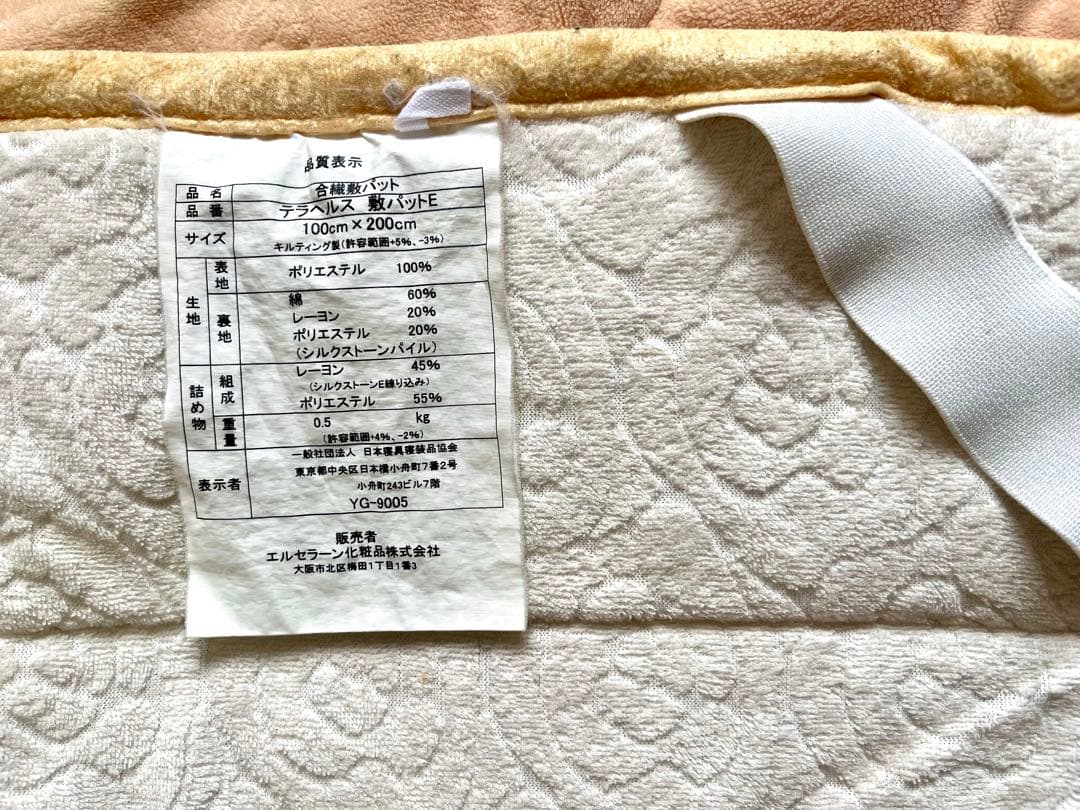 品質表示
品名 合繊敷パット
品番 テラヘルス 敷パットE
サイズ 100cm×200cm
キルティング製(許容範囲+5%、-3%)
生地 表地 ポリエステル 100%
裏地 綿 60%
レーヨン 20%
ポリエステル 20%
(シルクストーンパイル)
詰め物 組成 レーヨン 45%
(シルクストーンE練り込み)
ポリエステル 55%
重量 0.5 kg
(許容範囲+4%、-2%)
表示者 一般社団法人 日本寝具寝装品協会
東京都中央区日本橋小舟町7番2号
小舟町243ビル7階
YG-9005
販売者
エルセラーン化粧品株式会社
大阪市北区梅田1丁目1番3